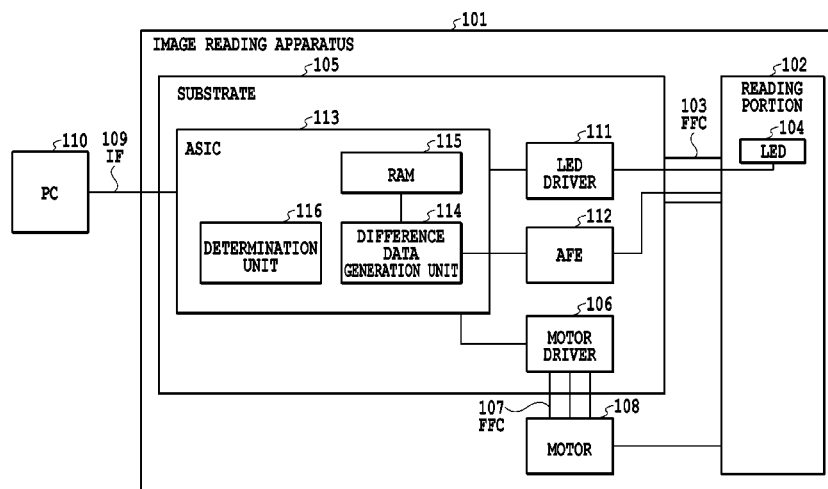 101
IMAGE READING APPARATUS
105
SUBSTRATE
102
READING
PORTION
103
FFC
104
LED
113
ASIC
111
LED
DRIVER
115
RAM
110
PC
109
IF
116
DETERMINATION
UNIT
114
DIFFERENCE
DATA
GENERATION UNIT
112
AFE
106
MOTOR
DRIVER
107
FFC
108
MOTOR